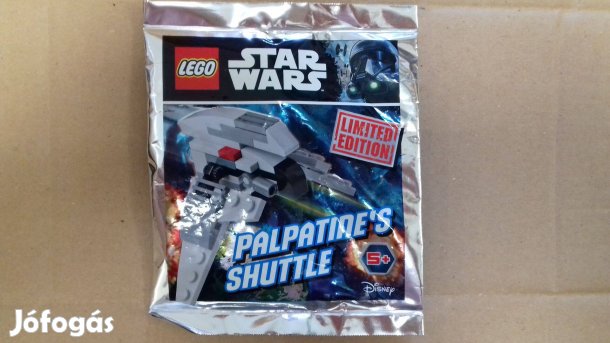 LEGO
STAR
WARS
LIMITED
EDITION
PALPATINE'S
SHUTTLE
5+
Disney
Jófogás